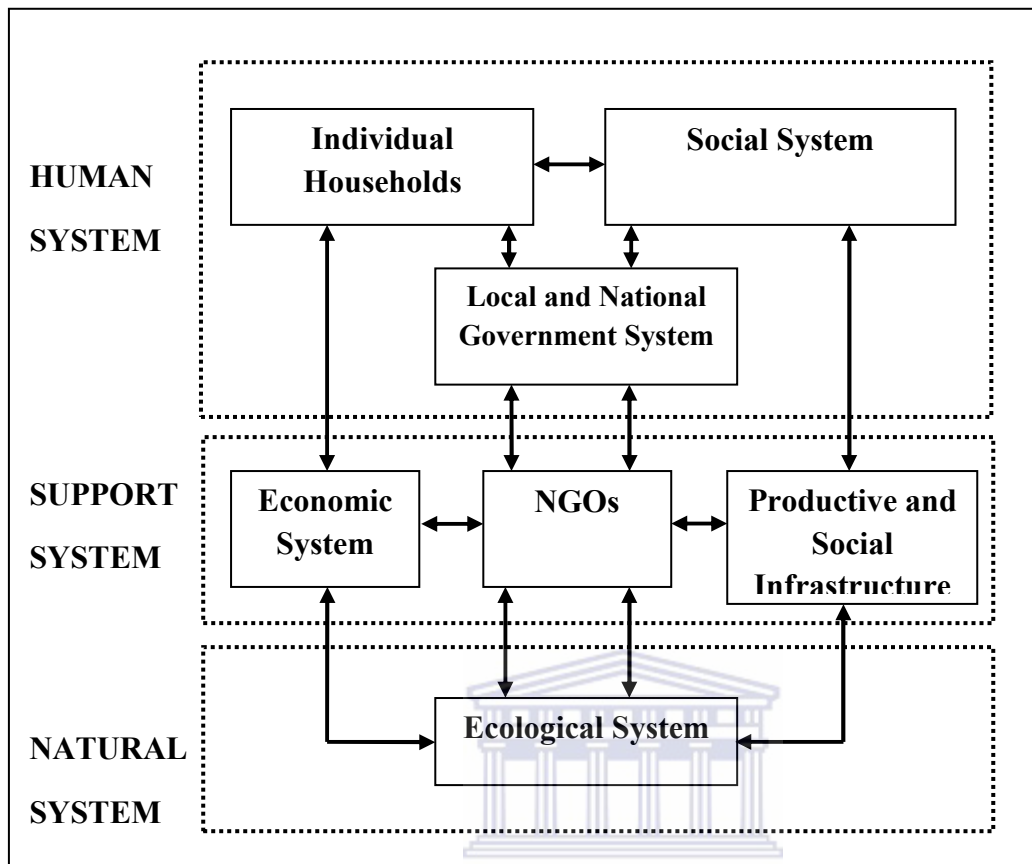 HUMAN
SYSTEM
Individual
Households
Social System
Local and National
Government System
SUPPORT
SYSTEM
Economic
System
NGOs
Productive and
Social
Infrastructure
NATURAL
SYSTEM
Ecological System